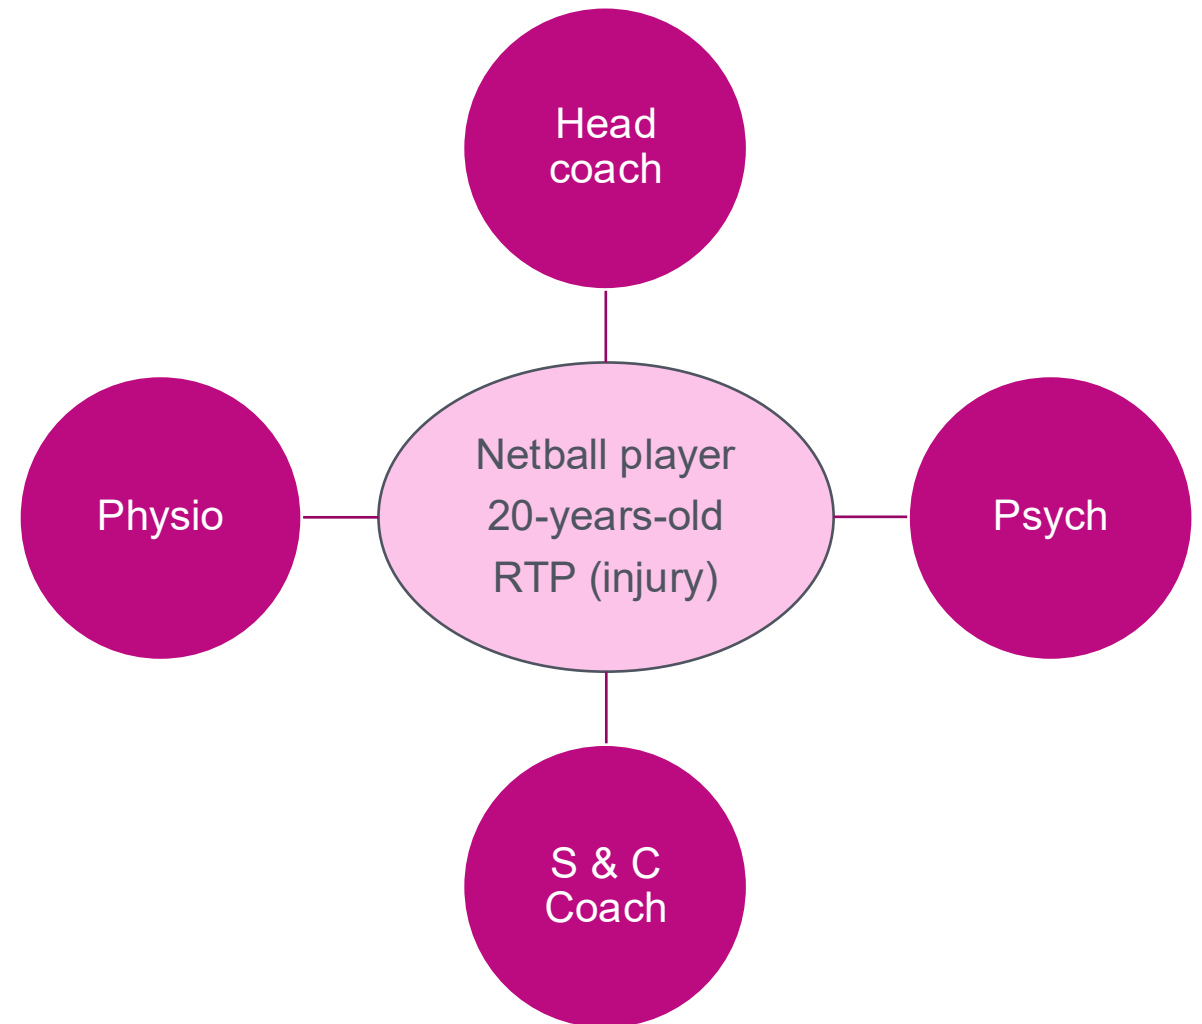 Head
coach
Physio
Netball player
20-years-old
RTP (injury)
Psych
S & C
Coach